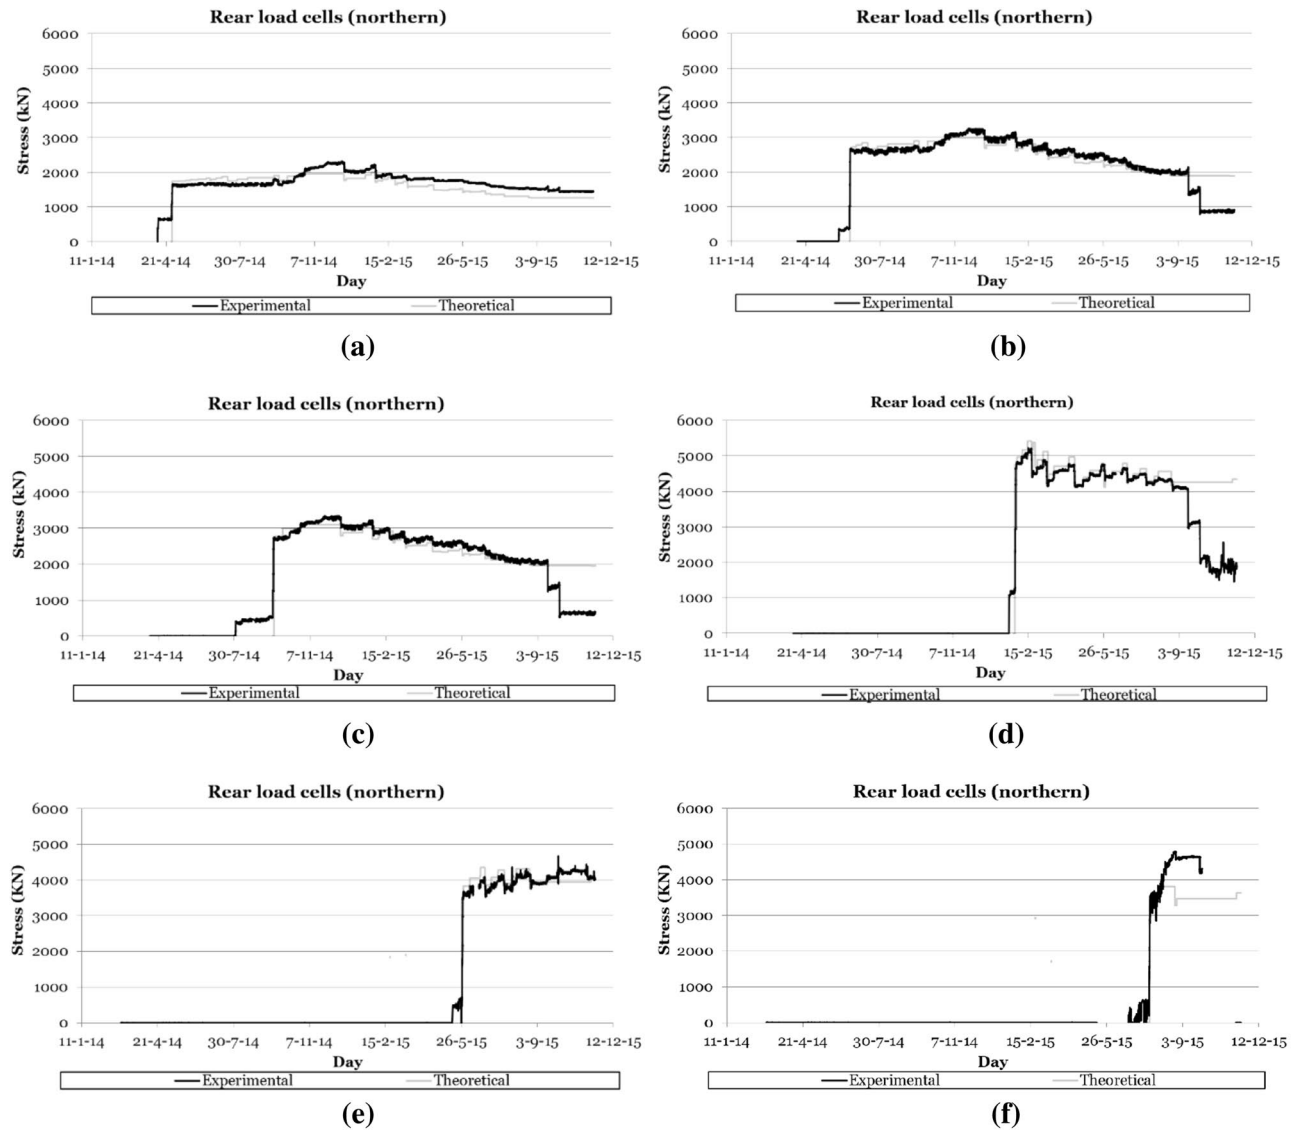 Rear load cells (northern)
6000
5000
4000
3000
2000
1000
0
Stress (kN)
11-1-14 21-4-14 30-7-14 7-11-14 15-2-15 26-5-15 3-9-15 12-12-15
Day
Experimental Theoretical
(a)
Rear load cells (northern)
6000
5000
4000
3000
2000
1000
0
Stress (kN)
11-1-14 21-4-14 30-7-14 7-11-14 15-2-15 26-5-15 3-9-15 12-12-15
Day
Experimental Theoretical
(b)
Rear load cells (northern)
6000
5000
4000
3000
2000
1000
0
Stress (kN)
11-1-14 21-4-14 30-7-14 7-11-14 15-2-15 26-5-15 3-9-15 12-12-15
Day
Experimental Theoretical
(c)
Rear load cells (northern)
6000
5000
4000
3000
2000
1000
0
Stress (KN)
11-1-14 21-4-14 30-7-14 7-11-14 15-2-15 26-5-15 3-9-15 12-12-15
Day
Experimental Theoretical
(d)
Rear load cells (northern)
6000
5000
4000
3000
2000
1000
0
Stress (KN)
11-1-14 21-4-14 30-7-14 7-11-14 15-2-15 26-5-15 3-9-15 12-12-15
Day
Experimental Theoretical
(e)
Rear load cells (northern)
6000
5000
4000
3000
2000
1000
0
Stress (KN)
11-1-14 21-4-14 30-7-14 7-11-14 15-2-15 26-5-15 3-9-15 12-12-15
Day
Experimental Theoretical
(f)